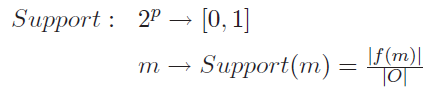 Support : 2^p → [0, 1]
m → Support(m) = |f(m)| / |O|